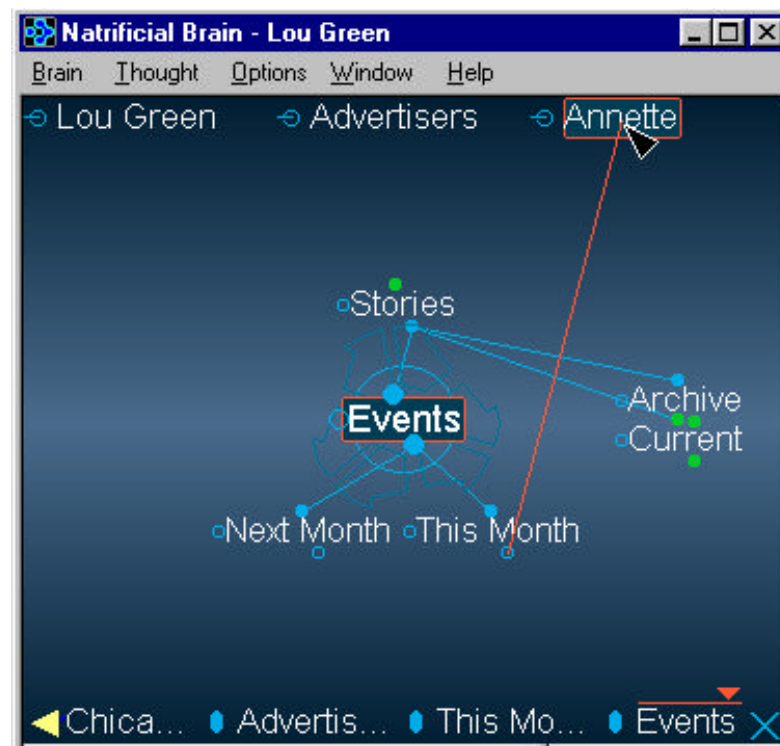 Natrificial Brain - Lou Green
Brain Thought Options Window Help
Lou Green Advertisers Annette
Stories
Archive
Events
Current
Next Month This Month
Chica... Advertis... This Mo... Events